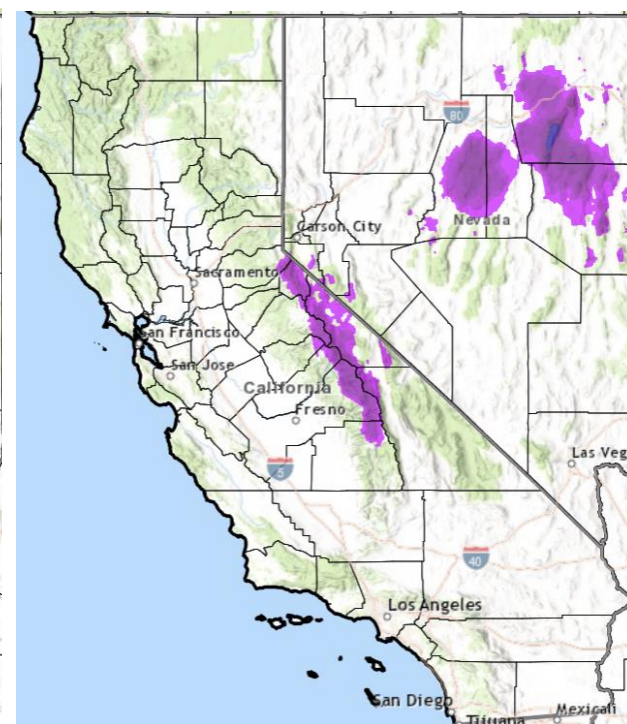 80
Carson City
Nevada
Sacramento
San Francisco
San Jose
California
Fresno
5
Las Veg
40
Los Angeles
San Diego
Tijuana
Mexicali